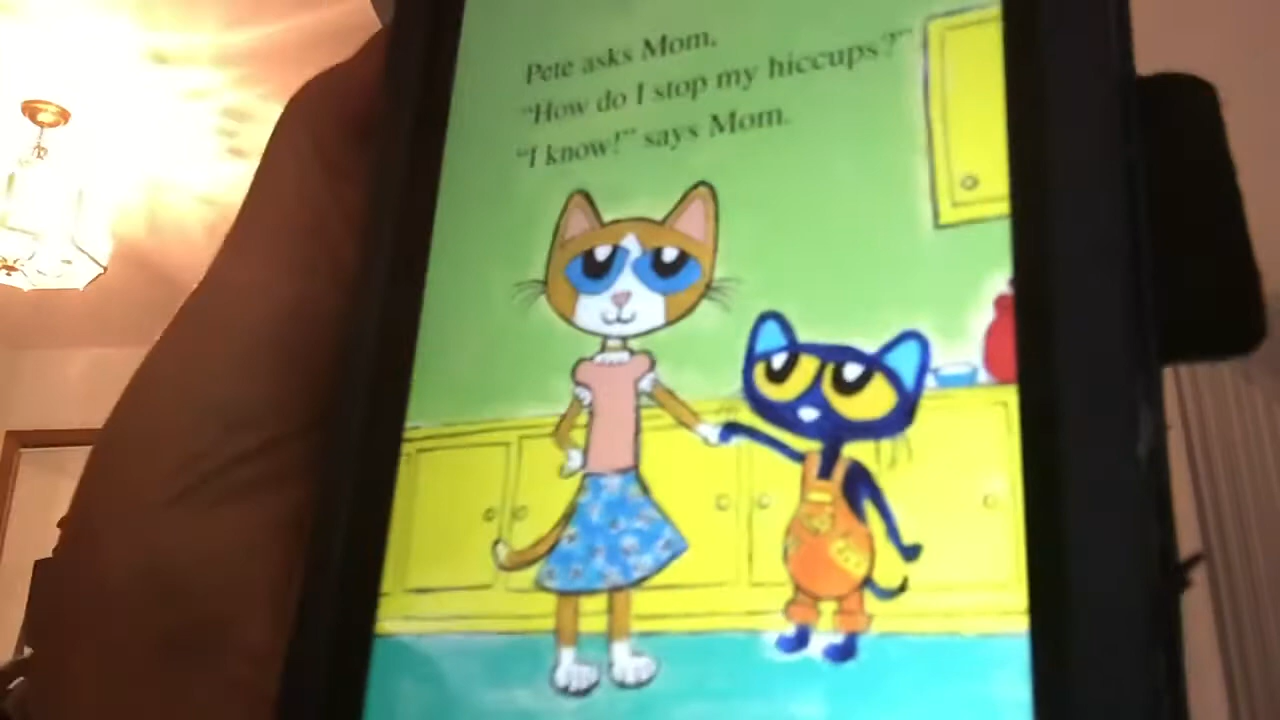 Pete asks Mom,
“How do I stop my hiccups?”
“I know!” says Mom.